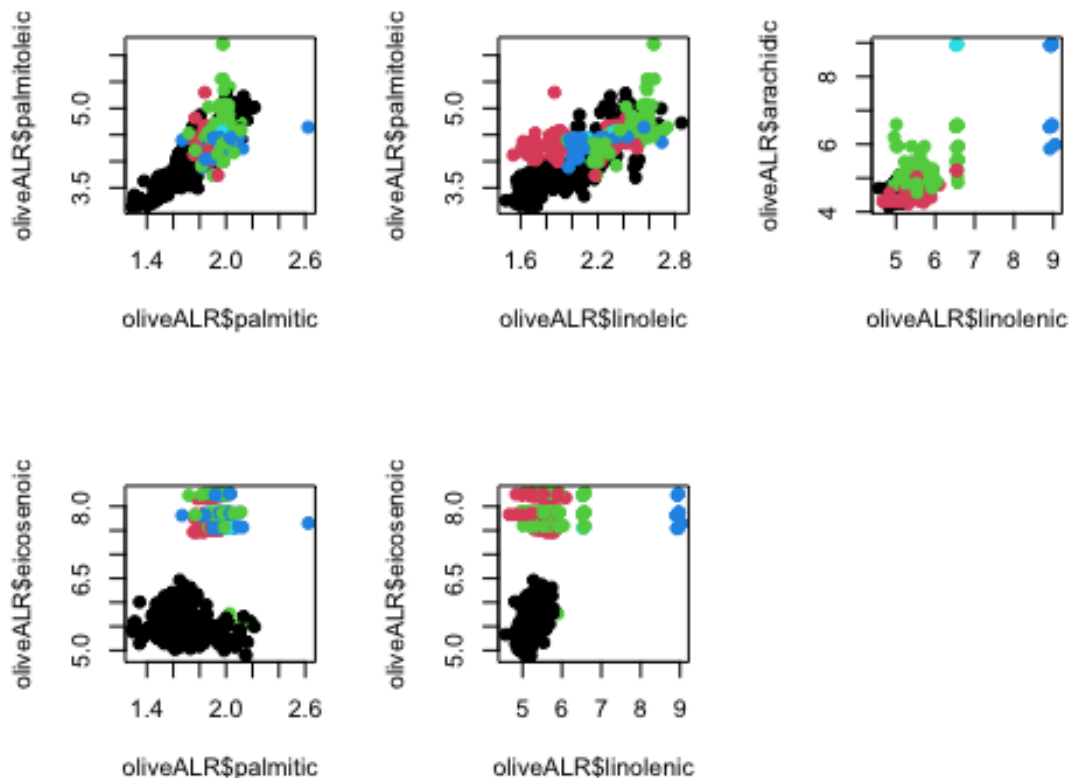 oliveALR$palmitoleic
3.5 5.0
1.4 2.0 2.6
oliveALR$palmitic
oliveALR$palmitoleic
3.5 5.0
1.6 2.2 2.8
oliveALR$linoleic
oliveALR$arachidic
4 6 8
5 6 7 8 9
oliveALR$linolenic
oliveALR$eicosenoic
5.0 6.5 8.0
1.4 2.0 2.6
oliveALR$palmitic
oliveALR$eicosenoic
5.0 6.5 8.0
5 6 7 8 9
oliveALR$linolenic